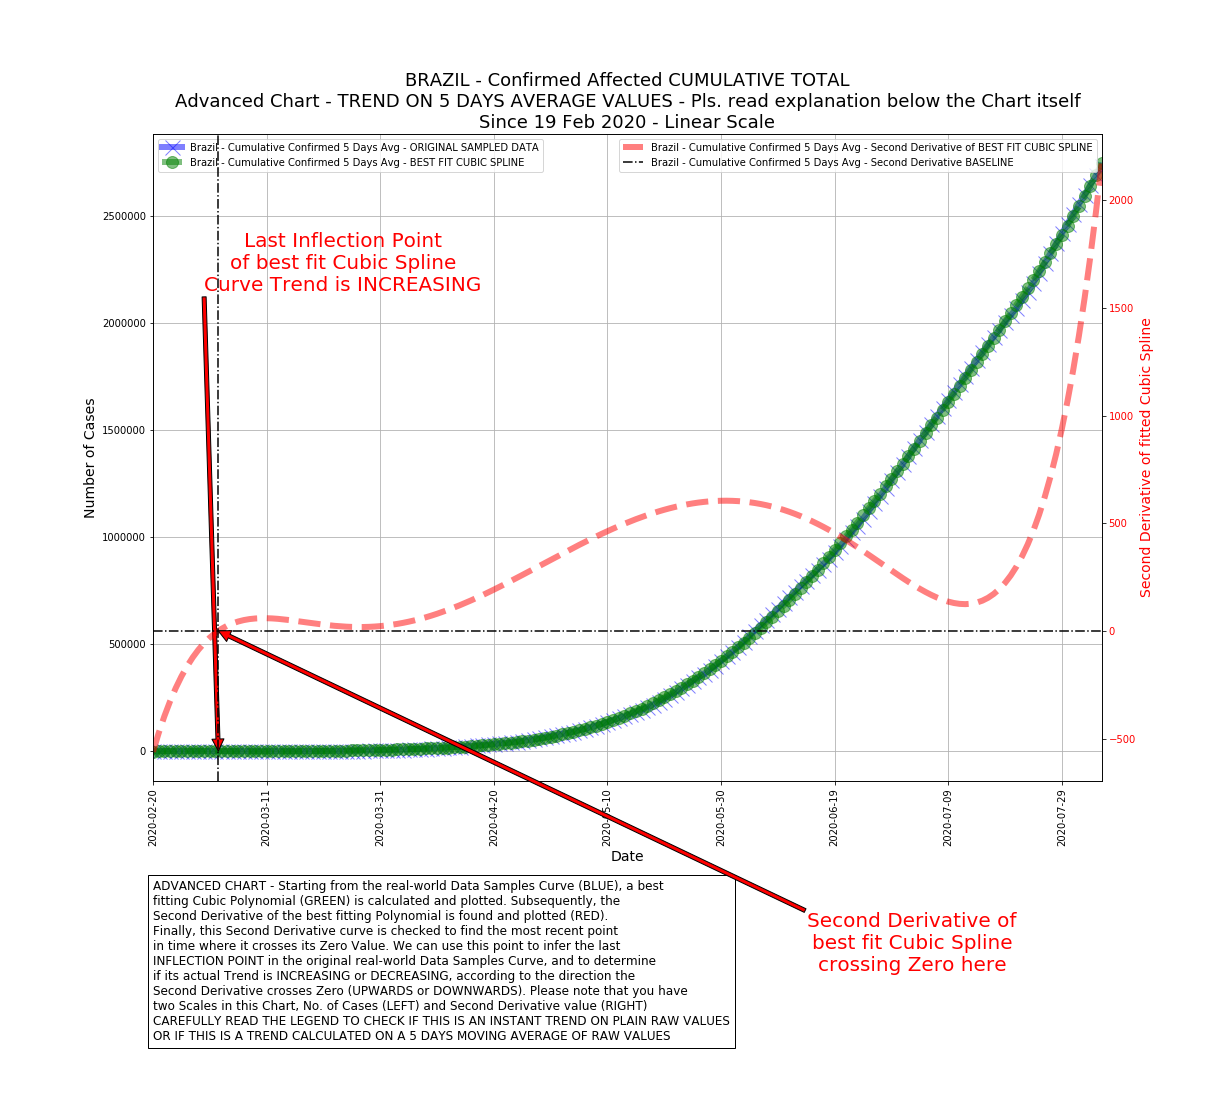 BRAZIL - Confirmed Affected CUMULATIVE TOTAL
Advanced Chart - TREND ON 5 DAYS AVERAGE VALUES - Pls. read explanation below the Chart itself
Since 19 Feb 2020 - Linear Scale
Brazil - Cumulative Confirmed 5 Days Avg - ORIGINAL SAMPLED DATA
Brazil - Cumulative Confirmed 5 Days Avg - BEST FIT CUBIC SPLINE
Brazil - Cumulative Confirmed 5 Days Avg - Second Derivative of BEST FIT CUBIC SPLINE
Brazil - Cumulative Confirmed 5 Days Avg - Second Derivative BASELINE
Last Inflection Point
of best fit Cubic Spline
Curve Trend is INCREASING
Number of Cases
2500000
2000000
1500000
1000000
500000
0
2000
1500
1000
500
0
−500
Second Derivative of fitted Cubic Spline
2020-02-20
2020-03-11
2020-03-31
2020-04-20
2020-05-10
2020-05-30
2020-06-19
2020-07-09
2020-07-29
Date
ADVANCED CHART - Starting from the real-world Data Samples Curve (BLUE), a best
fitting Cubic Polynomial (GREEN) is calculated and plotted. Subsequently, the
Second Derivative of the best fitting Polynomial is found and plotted (RED).
Finally, this Second Derivative curve is checked to find the most recent point
in time where it crosses its Zero Value. We can use this point to infer the last
INFLECTION POINT in the original real-world Data Samples Curve, and to determine
if its actual Trend is INCREASING or DECREASING, according to the direction the
Second Derivative crosses Zero (UPWARDS or DOWNWARDS). Please note that you have
two Scales in this Chart, No. of Cases (LEFT) and Second Derivative value (RIGHT)
CAREFULLY READ THE LEGEND TO CHECK IF THIS IS AN INSTANT TREND ON PLAIN RAW VALUES
OR IF THIS IS A TREND CALCULATED ON A 5 DAYS MOVING AVERAGE OF RAW VALUES
Second Derivative of
best fit Cubic Spline
crossing Zero here